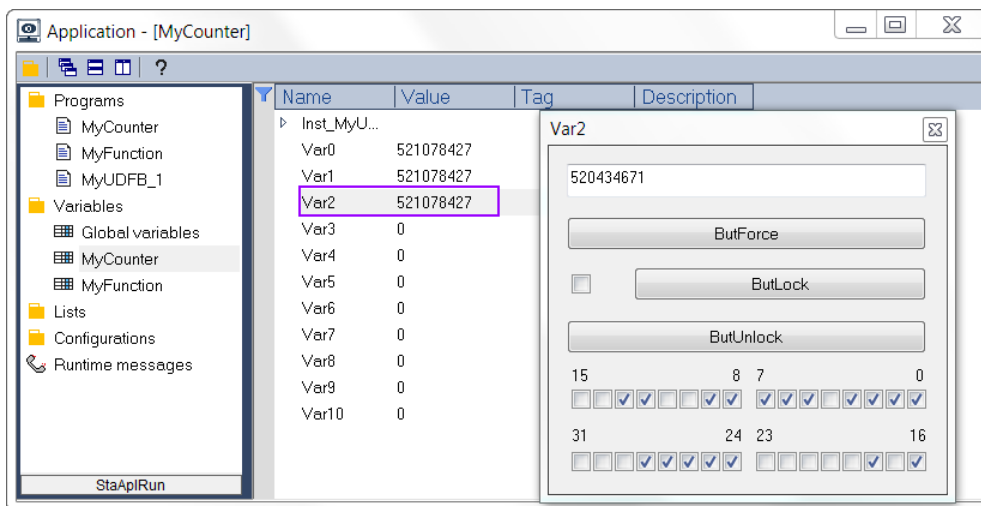 Application - [MyCounter]
?
Programs
MyCounter
MyFunction
MyUDFB_1
Variables
Global variables
MyCounter
MyFunction
Lists
Configurations
Runtime messages
StaAplRun
Name Value Tag Description
Inst_MyU...
Var0 521078427
Var1 521078427
Var2 521078427
Var3 0
Var4 0
Var5 0
Var6 0
Var7 0
Var8 0
Var9 0
Var10 0
Var2
520434671
ButForce
ButLock
ButUnlock
15 8 7 0
31 24 23 16